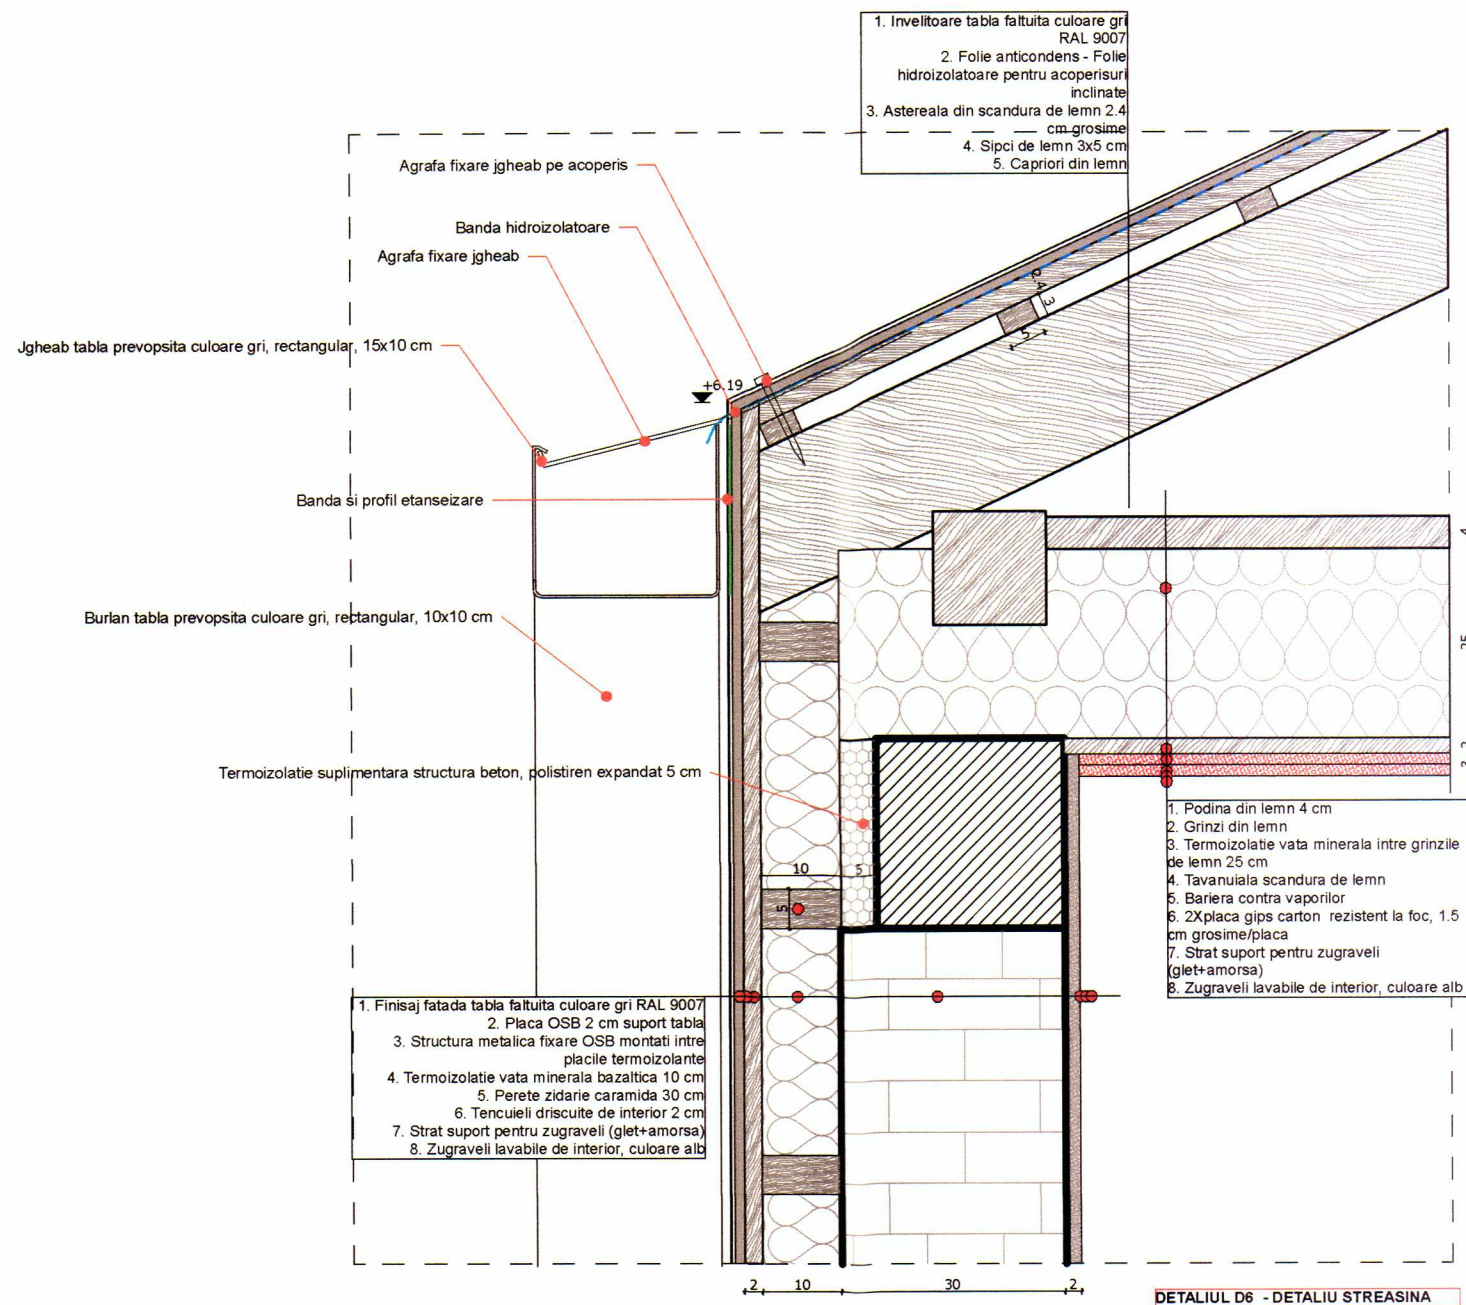 1. Invelitoare tabla faltuita culoare gri
RAL 9007
2. Folie anticondens - Folie
hidroizolatoare pentru acoperisuri
inclinate
3. Astereala din scandura de lemn 2.4
cm grosime
4. Sipci de lemn 3x5 cm
5. Capriori din lemn
Agrafa fixare jgheab pe acoperis
Banda hidroizolatoare
Agrafa fixare jgheab
Jgheab tabla prevopsita culoare gri, rectangular, 15x10 cm
2.4
3
5
+6.19
Banda si profil etanseizare
4
Burlan tabla prevopsita culoare gri, rectangular, 10x10 cm
25
2
3
Termoizolatie suplimentara structura beton, polistiren expandat 5 cm
10
5
5
1. Podina din lemn 4 cm
2. Grinzi din lemn
3. Termoizolatie vata minerala intre grinzile
de lemn 25 cm
4. Tavanuiala scandura de lemn
5. Bariera contra vaporilor
6. 2Xplaca gips carton rezistent la foc, 1.5
cm grosime/placa
7. Strat suport pentru zugraveli
(glet+amorsa)
8. Zugraveli lavabile de interior, culoare alb
1. Finisaj fatada tabla faltuita culoare gri RAL 9007
2. Placa OSB 2 cm suport tabla
3. Structura metalica fixare OSB montati intre
placile termoizolante
4. Termoizolatie vata minerala bazaltica 10 cm
5. Perete zidarie caramida 30 cm
6. Tencuieli driscuite de interior 2 cm
7. Strat suport pentru zugraveli (glet+amorsa)
8. Zugraveli lavabile de interior, culoare alb
2
10
30
2
DETALIUL D6 - DETALIU STREASINA